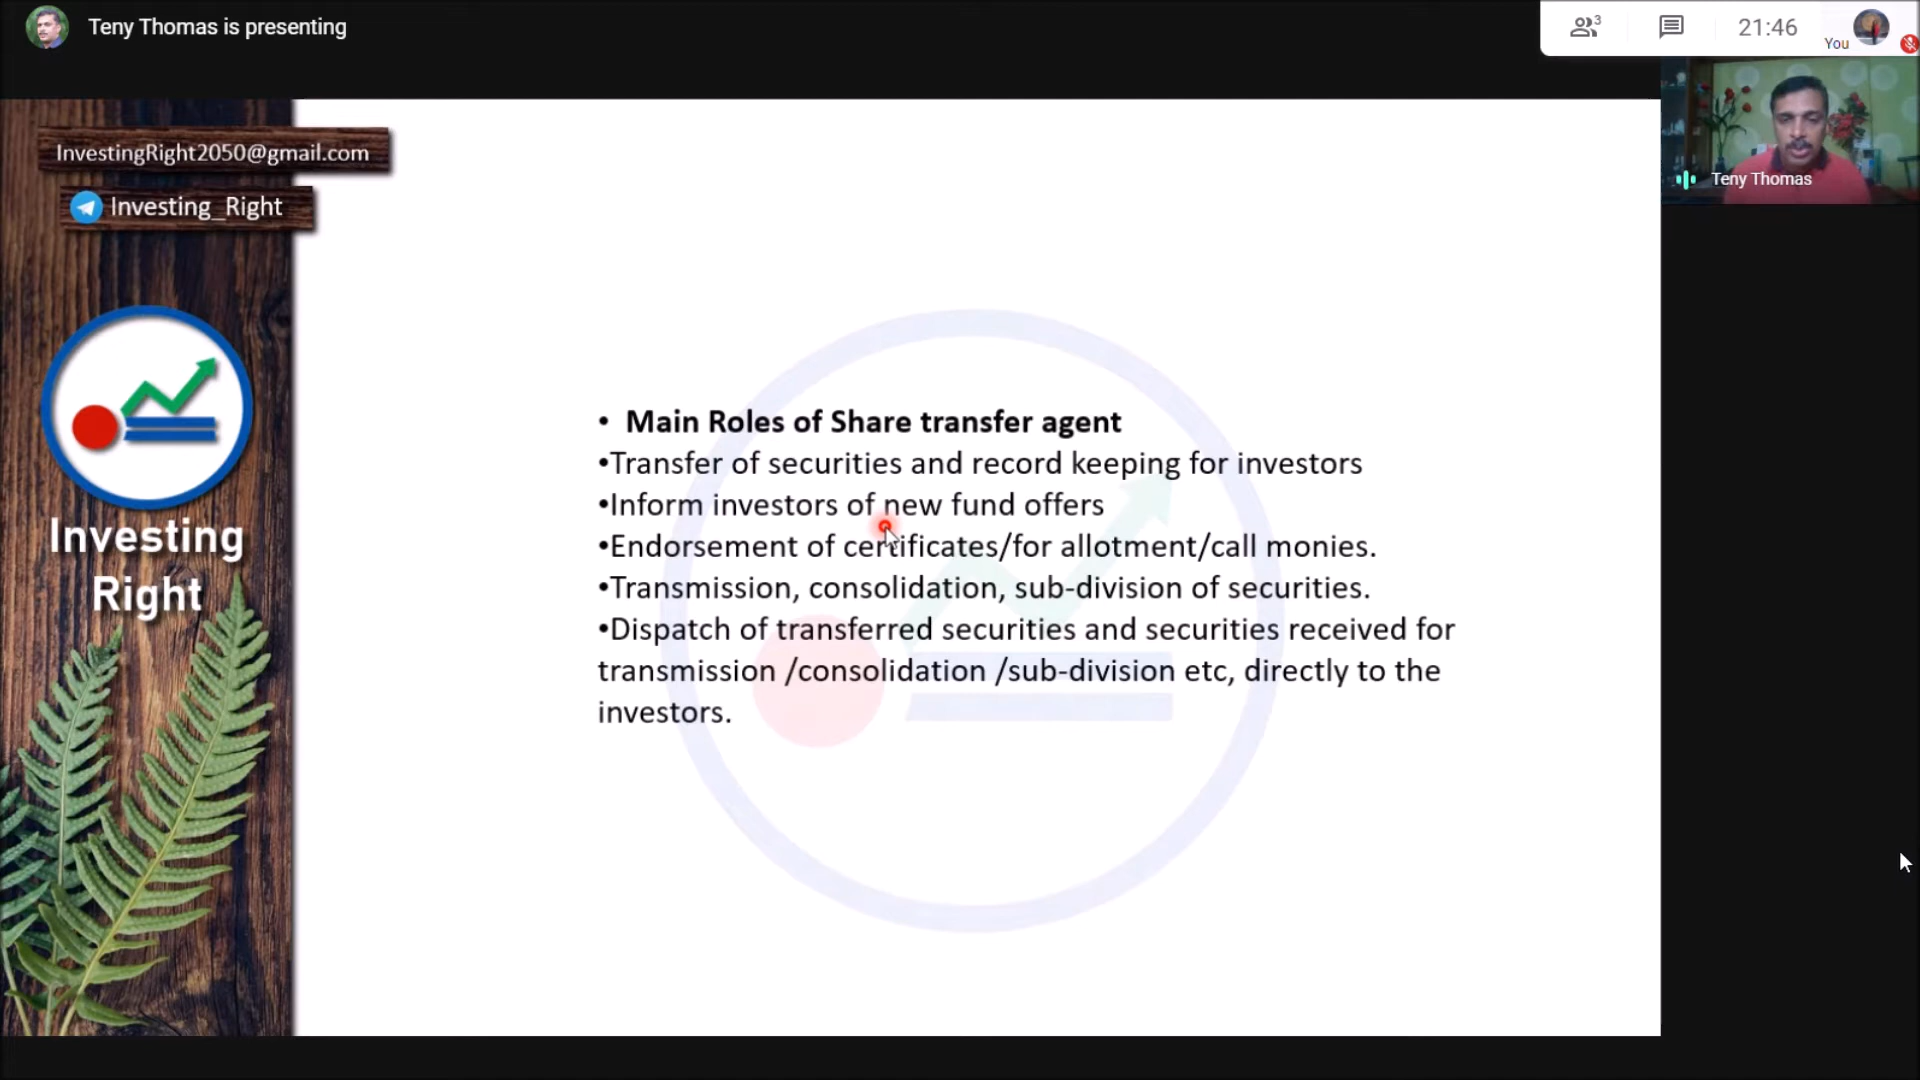 Teny Thomas is presenting
3
21:46
You
Teny Thomas
InvestingRight2050@gmail.com
Investing_Right
Investing
Right
• Main Roles of Share transfer agent
•Transfer of securities and record keeping for investors
•Inform investors of new fund offers
•Endorsement of certificates/for allotment/call monies.
•Transmission, consolidation, sub-division of securities.
•Dispatch of transferred securities and securities received for
transmission /consolidation /sub-division etc, directly to the
investors.